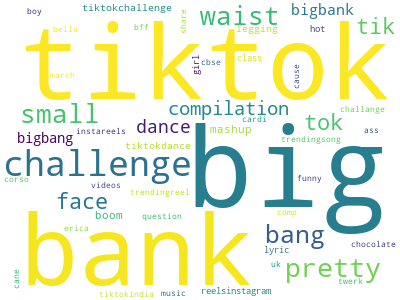 boy tiktokchallenge bff share waist bigbank hot tik
bella legging
tiktok
march girl cbse class cause challange
small compilation tok
bigbang instareels dance mashup cardi ass
tiktokdance trendingsong
challenge big
corso videos trendingreel funny
face boom question comp
bank bang
erica lyric chocolate
cane uk pretty
twerk
tiktokindia music reelsinstagram